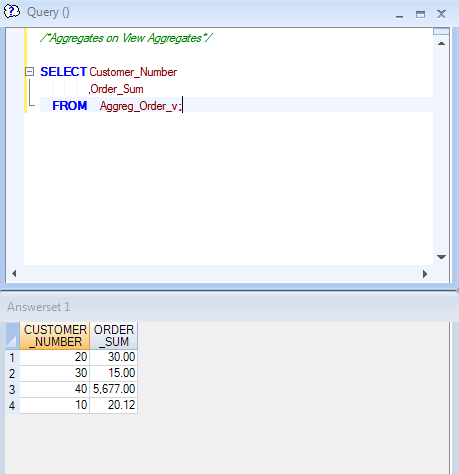 Query ()
/*Aggregates on View Aggregates*/
SELECT Customer_Number
,Order_Sum
FROM Aggreg_Order_v;
Answerset 1
CUSTOMER_NUMBER ORDER_SUM
1 20 30.00
2 30 15.00
3 40 5,677.00
4 10 20.12